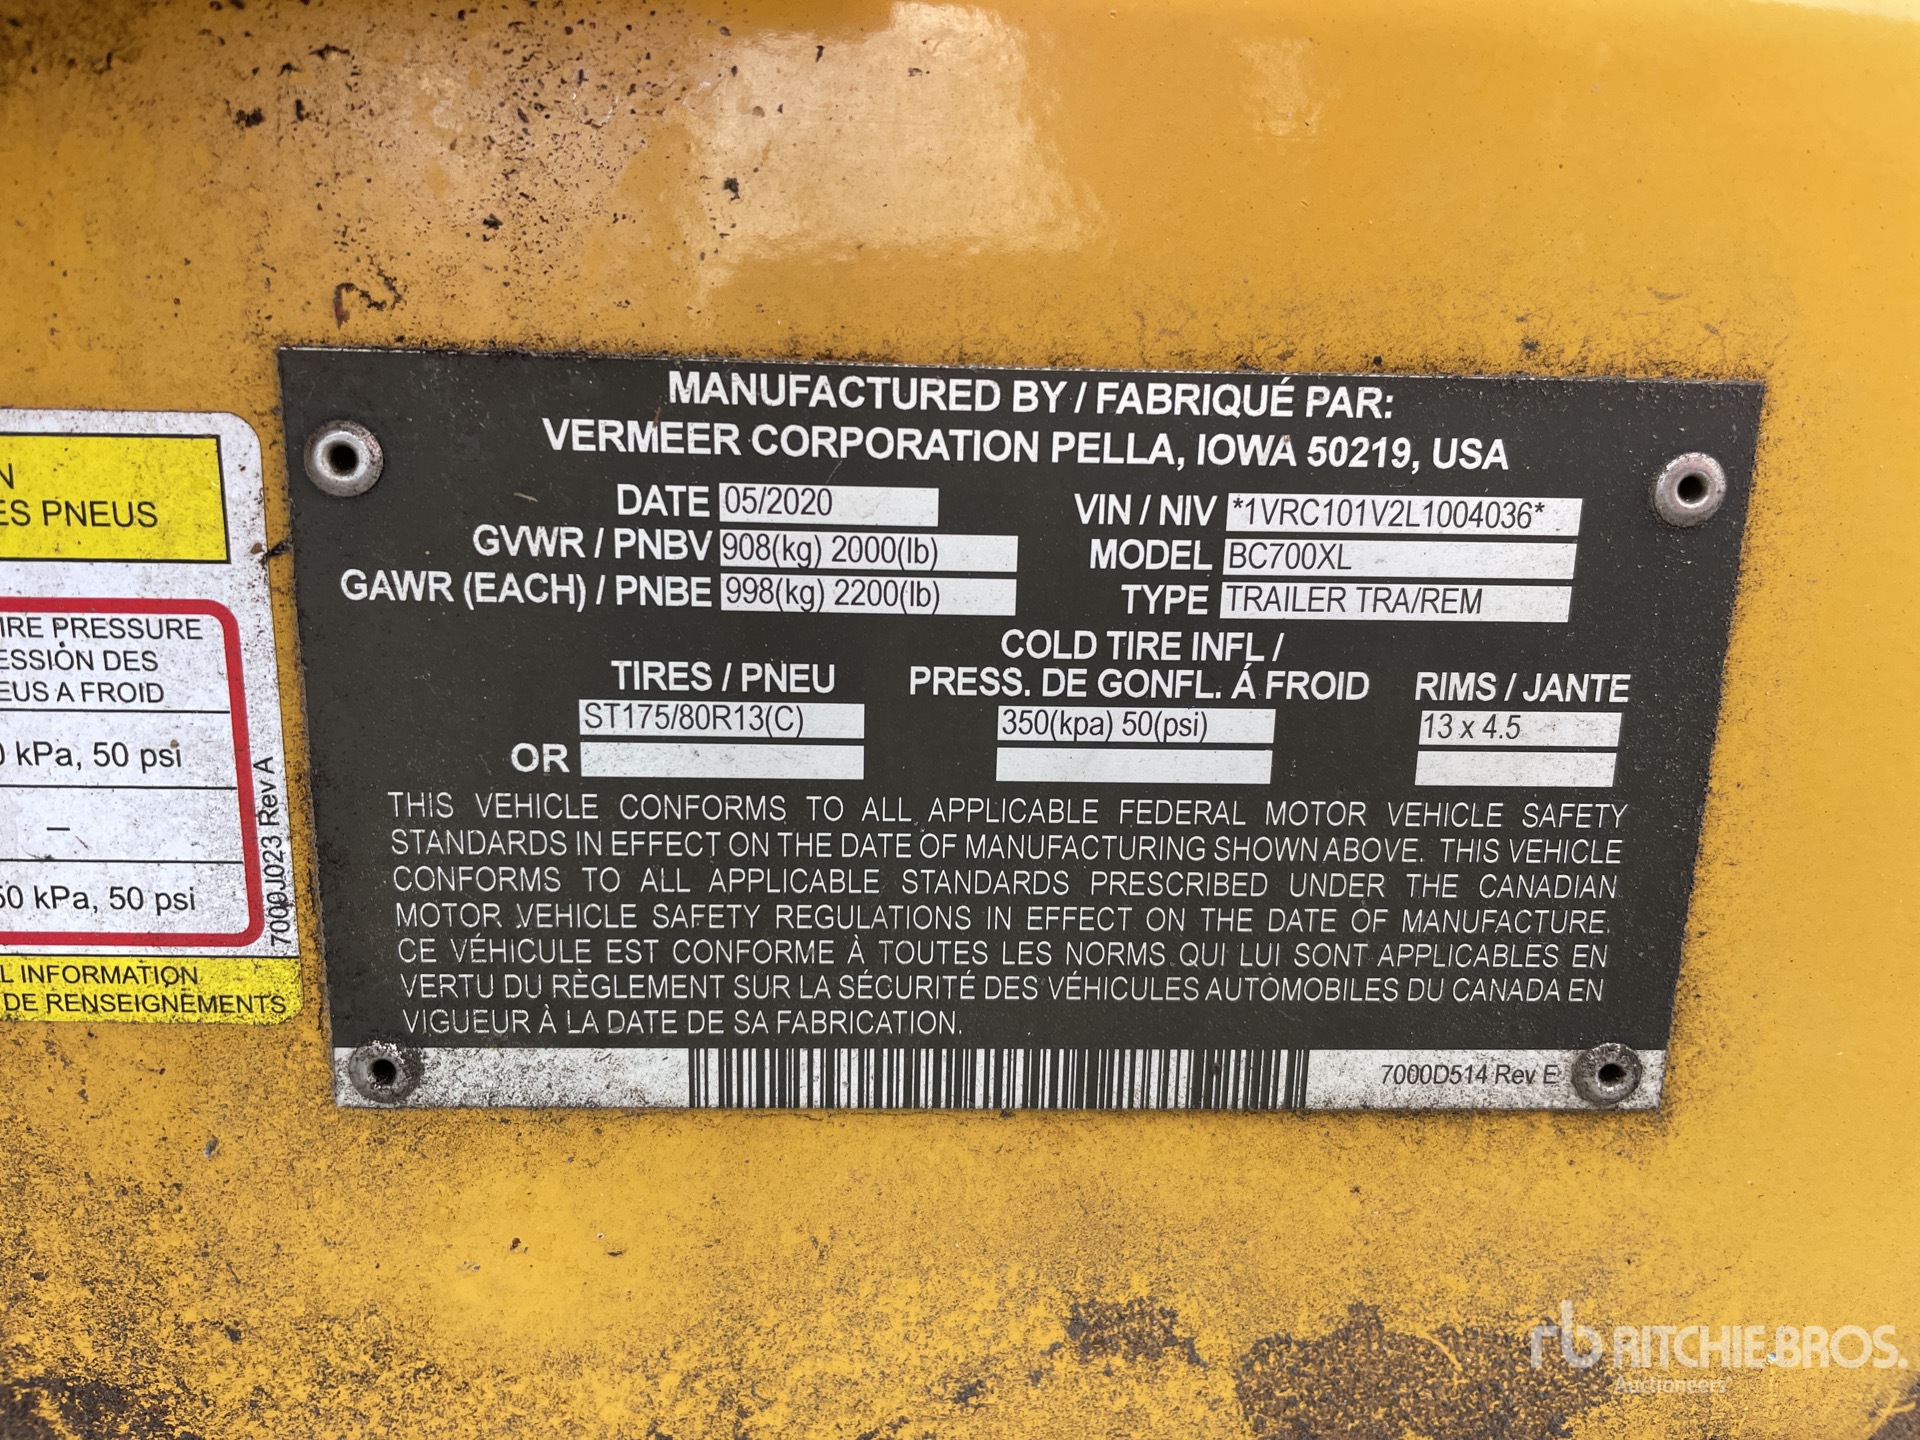 MANUFACTURED BY / FABRIQUÉ PAR:
VERMEER CORPORATION PELLA, IOWA 50219, USA
DATE 05/2020
VIN / NIV *1VRC101V2L1004036*
GVWR / PNBV 908(kg) 2000(lb)
MODEL BC700XL
GAWR (EACH) / PNBE 998(kg) 2200(lb)
TYPE TRAILER TRA/REM
TIRES / PNEU
COLD TIRE INFL /
PRESS. DE GONFL. Á FROID
RIMS / JANTE
ST175/80R13(C)
350(kpa) 50(psi)
13 x 4.5
OR
THIS VEHICLE CONFORMS TO ALL APPLICABLE FEDERAL MOTOR VEHICLE SAFETY
STANDARDS IN EFFECT ON THE DATE OF MANUFACTURING SHOWN ABOVE. THIS VEHICLE
CONFORMS TO ALL APPLICABLE STANDARDS PRESCRIBED UNDER THE CANADIAN
MOTOR VEHICLE SAFETY REGULATIONS IN EFFECT ON THE DATE OF MANUFACTURE.
CE VÉHICULE EST CONFORME À TOUTES LES NORMS QUI LUI SONT APPLICABLES EN
VERTU DU RÈGLEMENT SUR LA SÉCURITÉ DES VÉHICULES AUTOMOBILES DU CANADA EN
VIGUEUR À LA DATE DE SA FABRICATION.
7000D514 Rev E
N
ES PNEUS
IRE PRESSURE
ESSION DES
EUS A FROID
0 kPa, 50 psi
–
50 kPa, 50 psi
7000J023 Rev A
L INFORMATION
DE RENSEIGNEMENTS
rb RITCHIE BROS.
Auctioneers